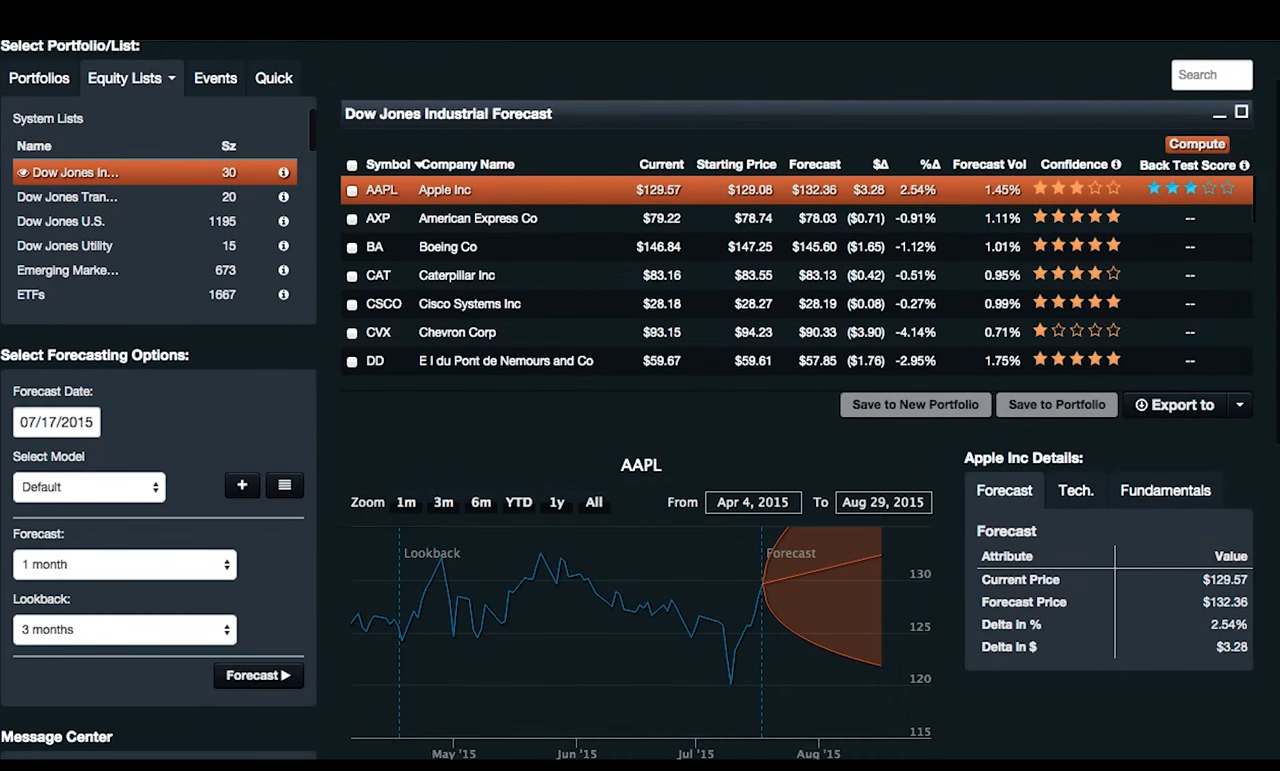 Select Portfolio/List:
Portfolios Equity Lists Events Quick
System Lists
Name Sz
Dow Jones In... 30
Dow Jones Tran... 20
Dow Jones U.S. 1195
Dow Jones Utility 15
Emerging Marke... 673
ETFs 1667
Select Forecasting Options:
Forecast Date:
07/17/2015
Select Model
Default
Forecast:
1 month
Lookback:
3 months
Forecast
Message Center
Search
Dow Jones Industrial Forecast
Compute
Symbol Company Name Current Starting Price Forecast $Δ %Δ Forecast Vol Confidence Back Test Score
AAPL Apple Inc $129.57 $129.08 $132.36 $3.28 2.54% 1.45%
AXP American Express Co $79.22 $78.74 $78.03 ($0.71) -0.91% 1.11% --
BA Boeing Co $146.84 $147.25 $145.60 ($1.65) -1.12% 1.01% --
CAT Caterpillar Inc $83.16 $83.55 $83.13 ($0.42) -0.51% 0.95% --
CSCO Cisco Systems Inc $28.18 $28.27 $28.19 ($0.08) -0.27% 0.99% --
CVX Chevron Corp $93.15 $94.23 $90.33 ($3.90) -4.14% 0.71% --
DD E I du Pont de Nemours and Co $59.67 $59.61 $57.85 ($1.76) -2.95% 1.75% --
Save to New Portfolio Save to Portfolio Export to
AAPL
Zoom 1m 3m 6m YTD 1y All From Apr 4, 2015 To Aug 29, 2015
Lookback Forecast
130
125
120
115
May '15 Jun '15 Jul '15 Aug '15
Apple Inc Details:
Forecast Tech. Fundamentals
Forecast
Attribute Value
Current Price $129.57
Forecast Price $132.36
Delta in % 2.54%
Delta in $ $3.28